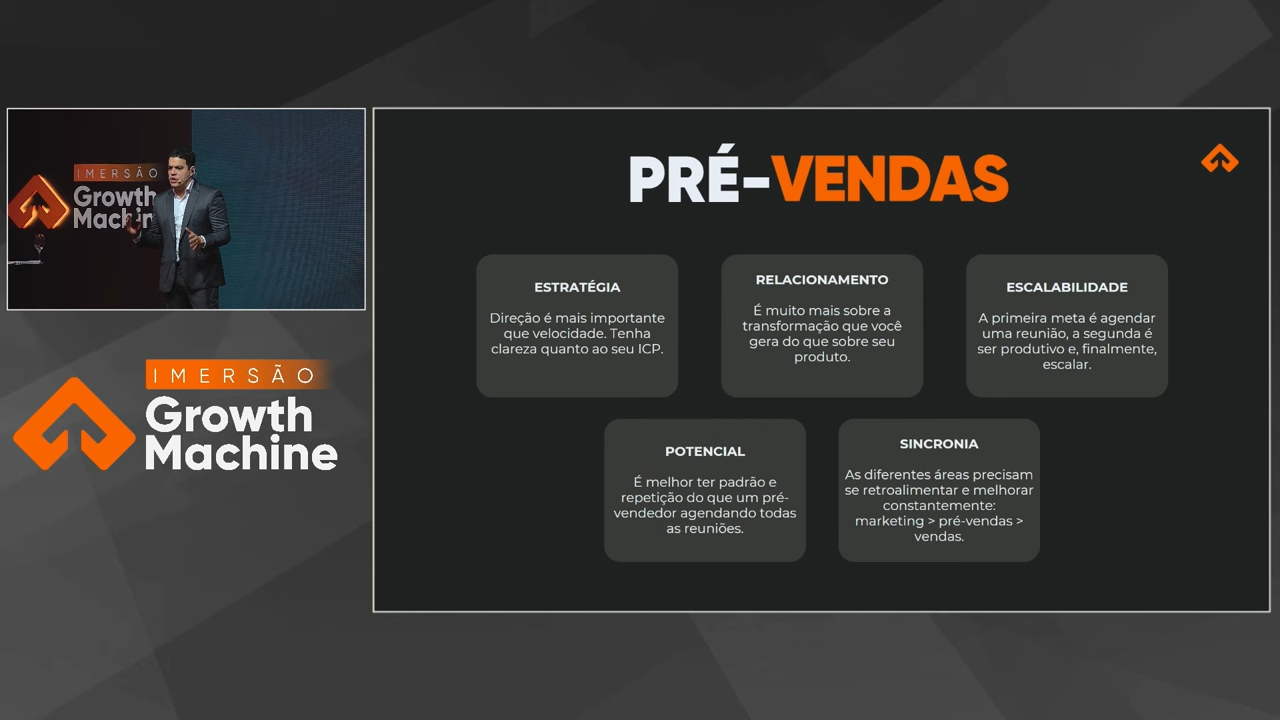 IMERSÃO
Growth
Machin
IMERSÃO
Growth
Machine
PRÉ-VENDAS
ESTRATÉGIA
Direção é mais importante
que velocidade. Tenha
clareza quanto ao seu ICP.
RELACIONAMENTO
É muito mais sobre a
transformação que você
gera do que sobre seu
produto.
ESCALABILIDADE
A primeira meta é agendar
uma reunião, a segunda é
ser produtivo e, finalmente,
escalar.
POTENCIAL
É melhor ter padrão e
repetição do que um pré-
vendedor agendando todas
as reuniões.
SINCRONIA
As diferentes áreas precisam
se retroalimentar e melhorar
constantemente:
marketing > pré-vendas >
vendas.